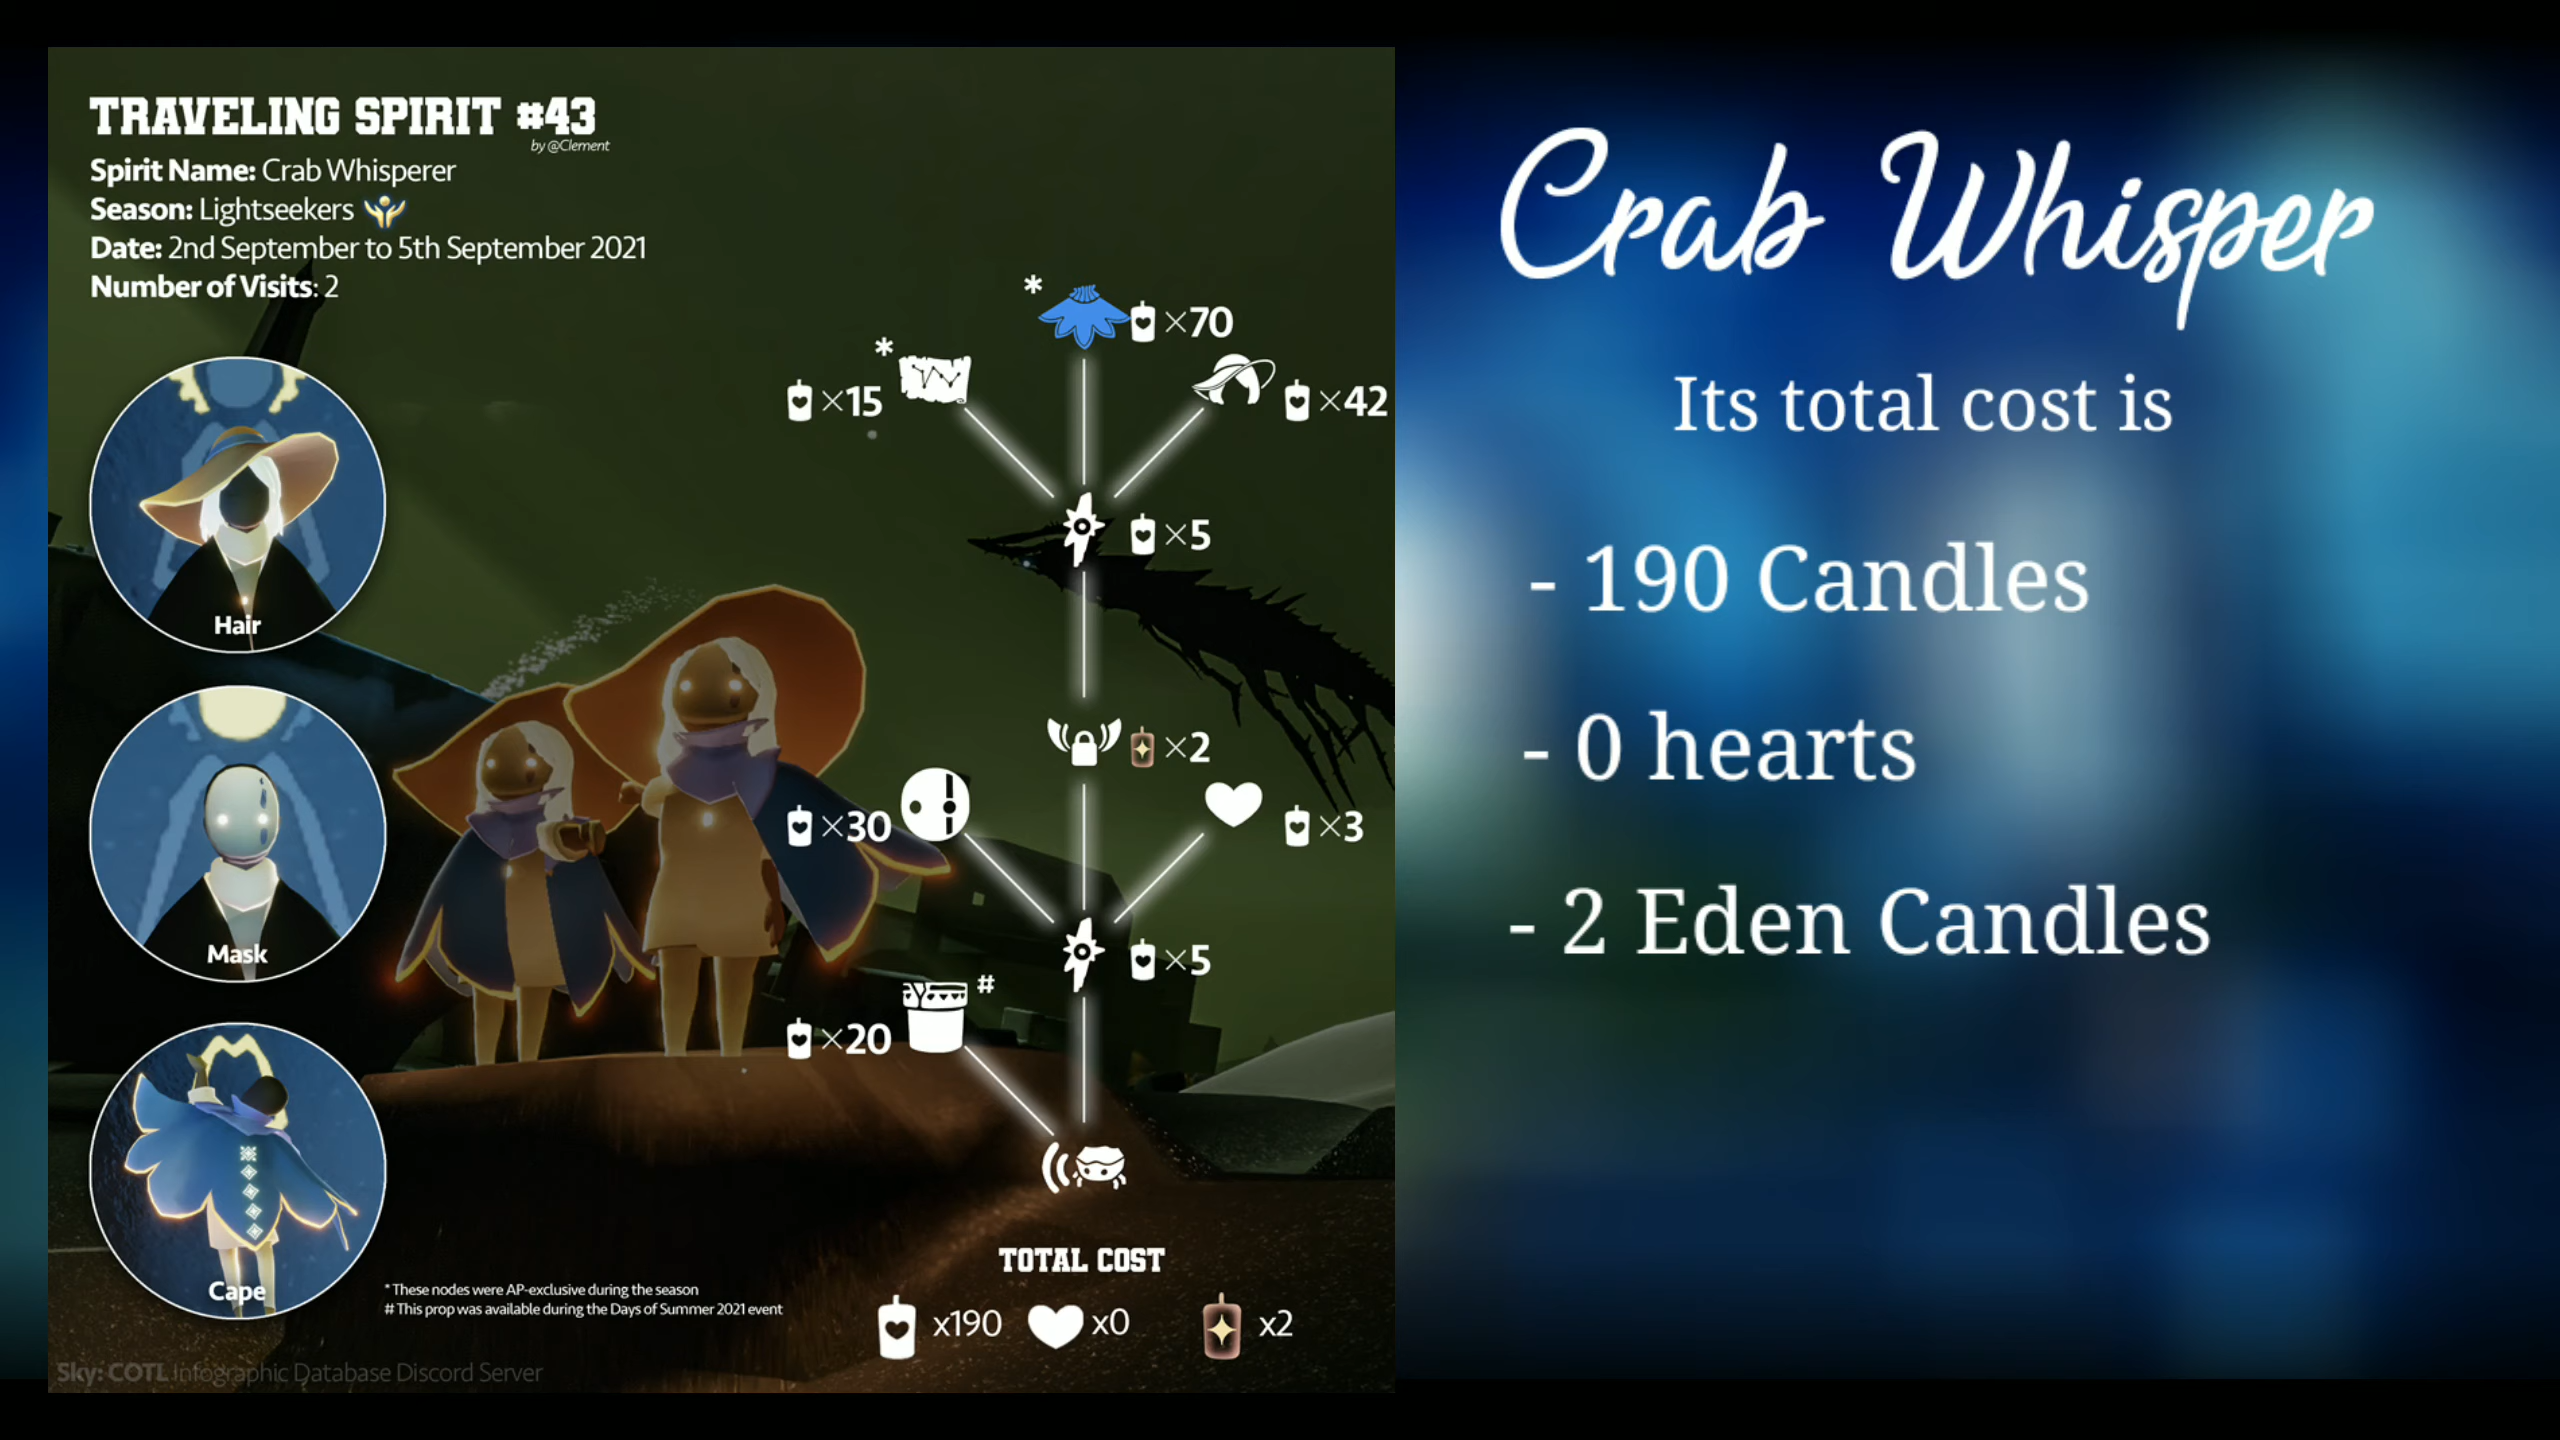 TRAVELING SPIRIT #43
by @Clement
Spirit Name: Crab Whisperer
Season: Lightseekers
Date: 2nd September to 5th September 2021
Number of Visits: 2
Hair
Mask
Cape
*
×70
*
×15
×42
×5
×2
×30
×3
×5
#
×20
* These nodes were AP-exclusive during the season
# This prop was available during the Days of Summer 2021 event
TOTAL COST
x190
x0
x2
Sky: COTL Infographic Database Discord Server
Crab Whisper
Its total cost is
- 190 Candles
- 0 hearts
- 2 Eden Candles